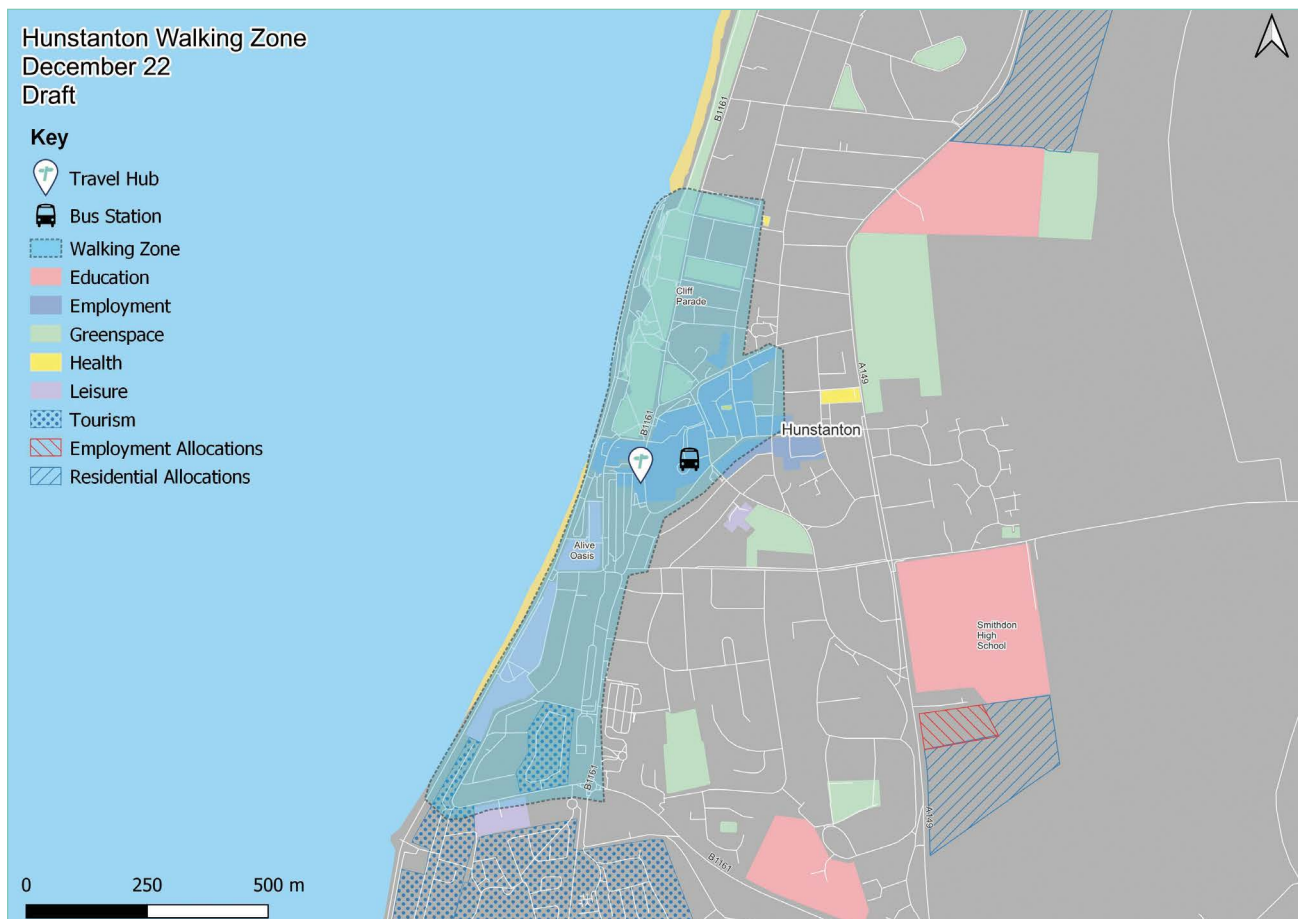 Hunstanton Walking Zone
December 22
Draft
Key
Travel Hub
Bus Station
Walking Zone
Education
Employment
Greenspace
Health
Leisure
Tourism
Employment Allocations
Residential Allocations
B1161
Cliff
Parade
A149
B1161
Hunstanton
Alive
Oasis
Smithdon
High
School
B1161
A149
B1161
0 250 500 m